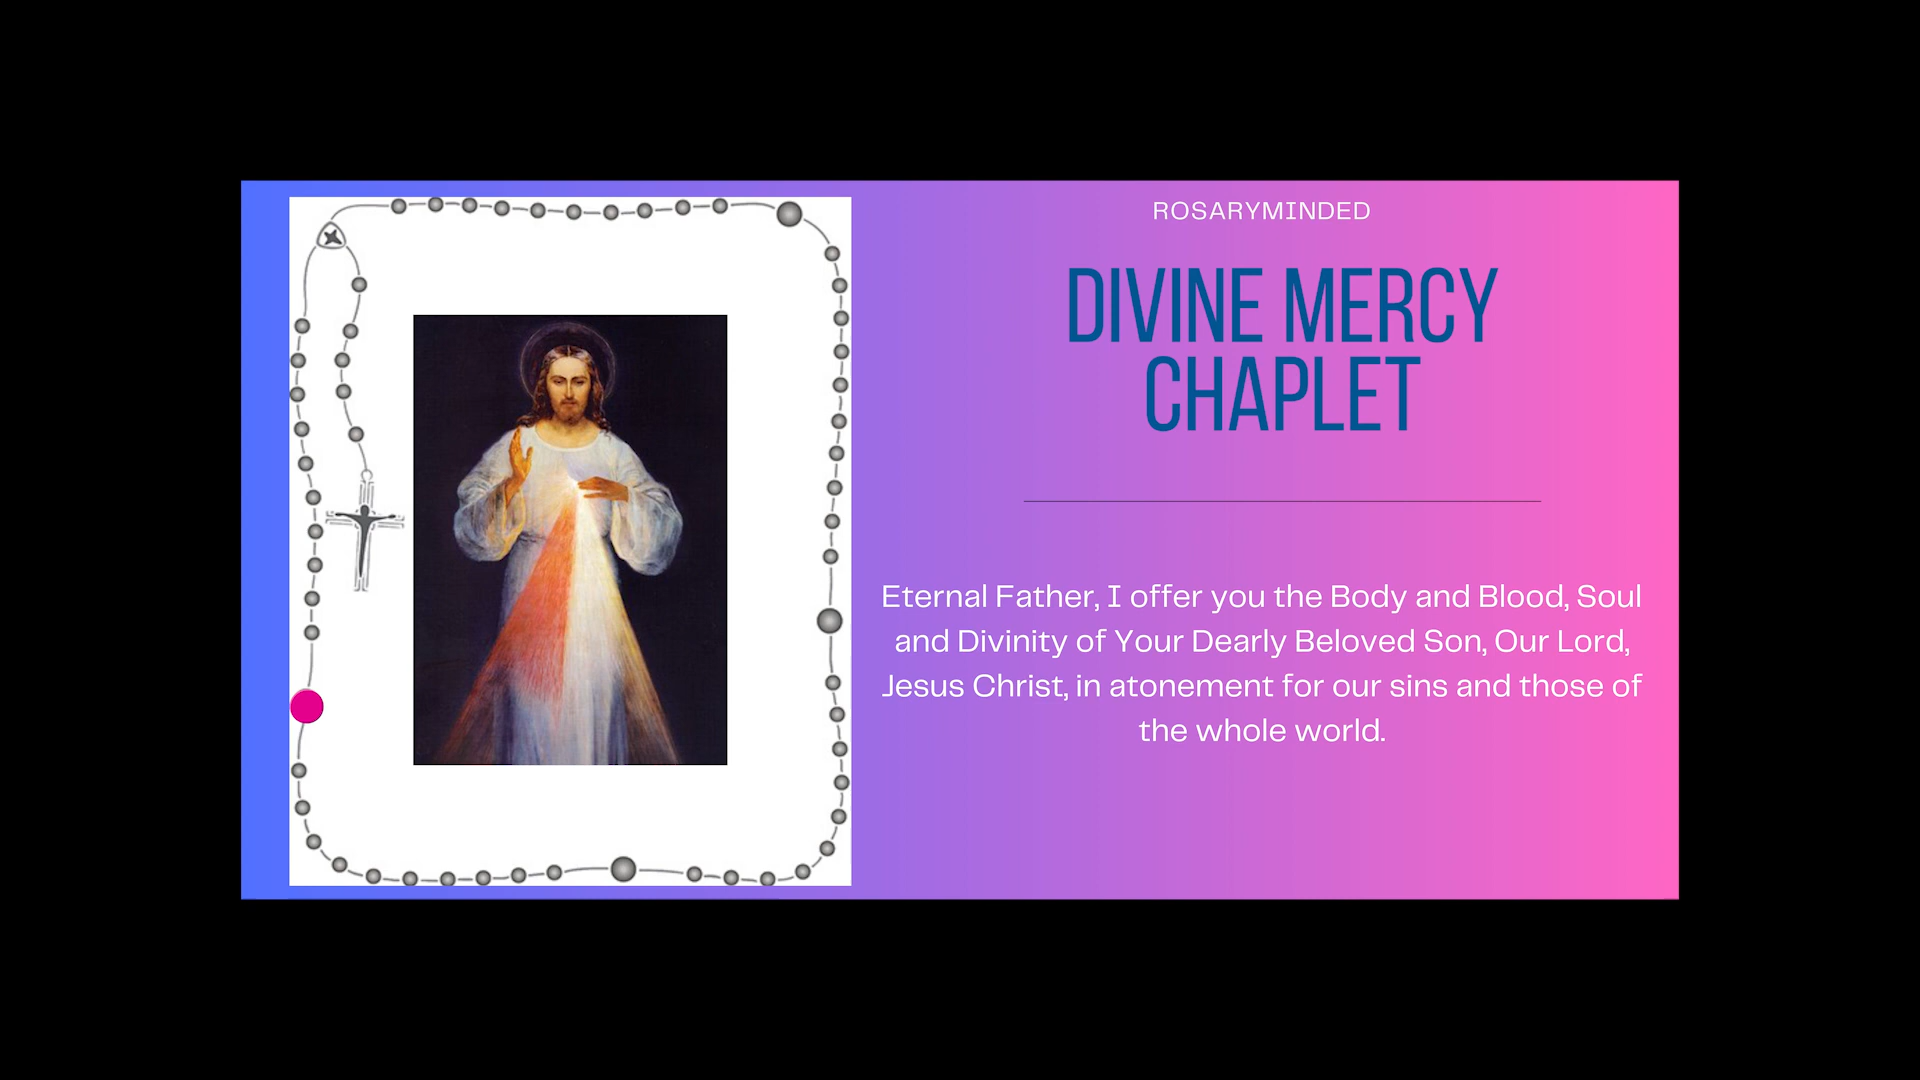 ROSARYMINDED
DIVINE MERCY
CHAPLET
Eternal Father, I offer you the Body and Blood, Soul
and Divinity of Your Dearly Beloved Son, Our Lord,
Jesus Christ, in atonement for our sins and those of
the whole world.